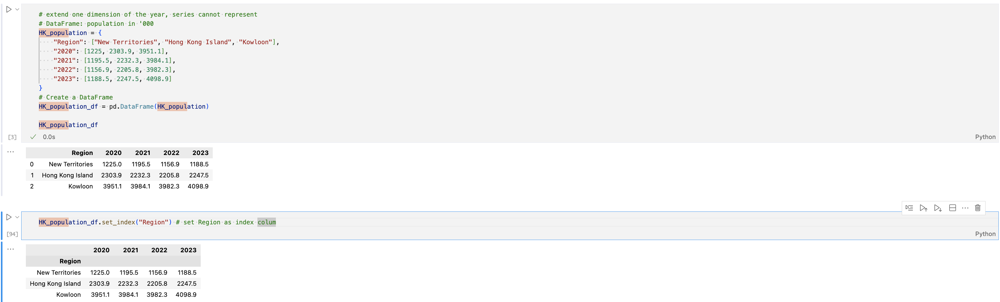 # extend one dimension of the year, series cannot represent
# DataFrame: population in '000
HK_population = {
    "Region": ["New Territories", "Hong Kong Island", "Kowloon"],
    "2020": [1225, 2303.9, 3951.1],
    "2021": [1195.5, 2232.3, 3984.1],
    "2022": [1156.9, 2205.8, 3982.3],
    "2023": [1188.5, 2247.5, 4098.9]
}
# Create a DataFrame
HK_population_df = pd.DataFrame(HK_population)
HK_population_df
[3] 0.0s Python
Region 2020 2021 2022 2023
0 New Territories 1225.0 1195.5 1156.9 1188.5
1 Hong Kong Island 2303.9 2232.3 2205.8 2247.5
2 Kowloon 3951.1 3984.1 3982.3 4098.9
HK_population_df.set_index("Region") # set Region as index colum
[94] Python
2020 2021 2022 2023
Region
New Territories 1225.0 1195.5 1156.9 1188.5
Hong Kong Island 2303.9 2232.3 2205.8 2247.5
Kowloon 3951.1 3984.1 3982.3 4098.9